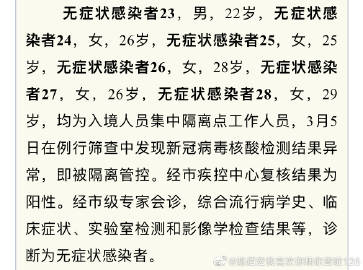 无症状感染者23，男，22岁，无症状感
染者24，女，26岁，无症状感染者25，女，25
岁，无症状感染者26，女，28岁，无症状感染
者27，女，26岁，无症状感染者28，女，29
岁，均为入境人员集中隔离点工作人员，3月5
日在例行筛查中发现新冠病毒核酸检测结果异
常，即被隔离管控。经市疾控中心复核结果为
阳性。经市级专家会诊，综合流行病学史、临
床症状、实验室检测和影像学检查结果等，诊
断为无症状感染者。